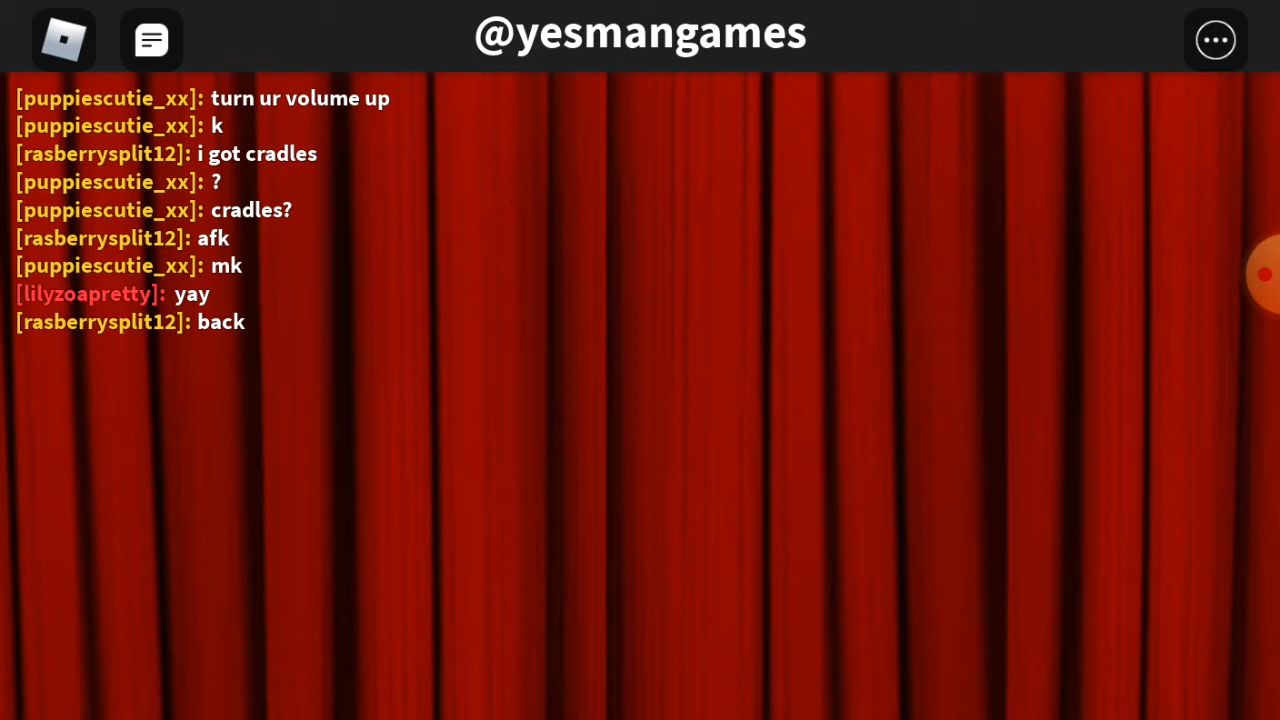 @yesmangames
[puppiescutie_xx]: turn ur volume up
[puppiescutie_xx]: k
[rasberrysplit12]: i got cradles
[puppiescutie_xx]: ?
[puppiescutie_xx]: cradles?
[rasberrysplit12]: afk
[puppiescutie_xx]: mk
[lilyzoapretty]: yay
[rasberrysplit12]: back